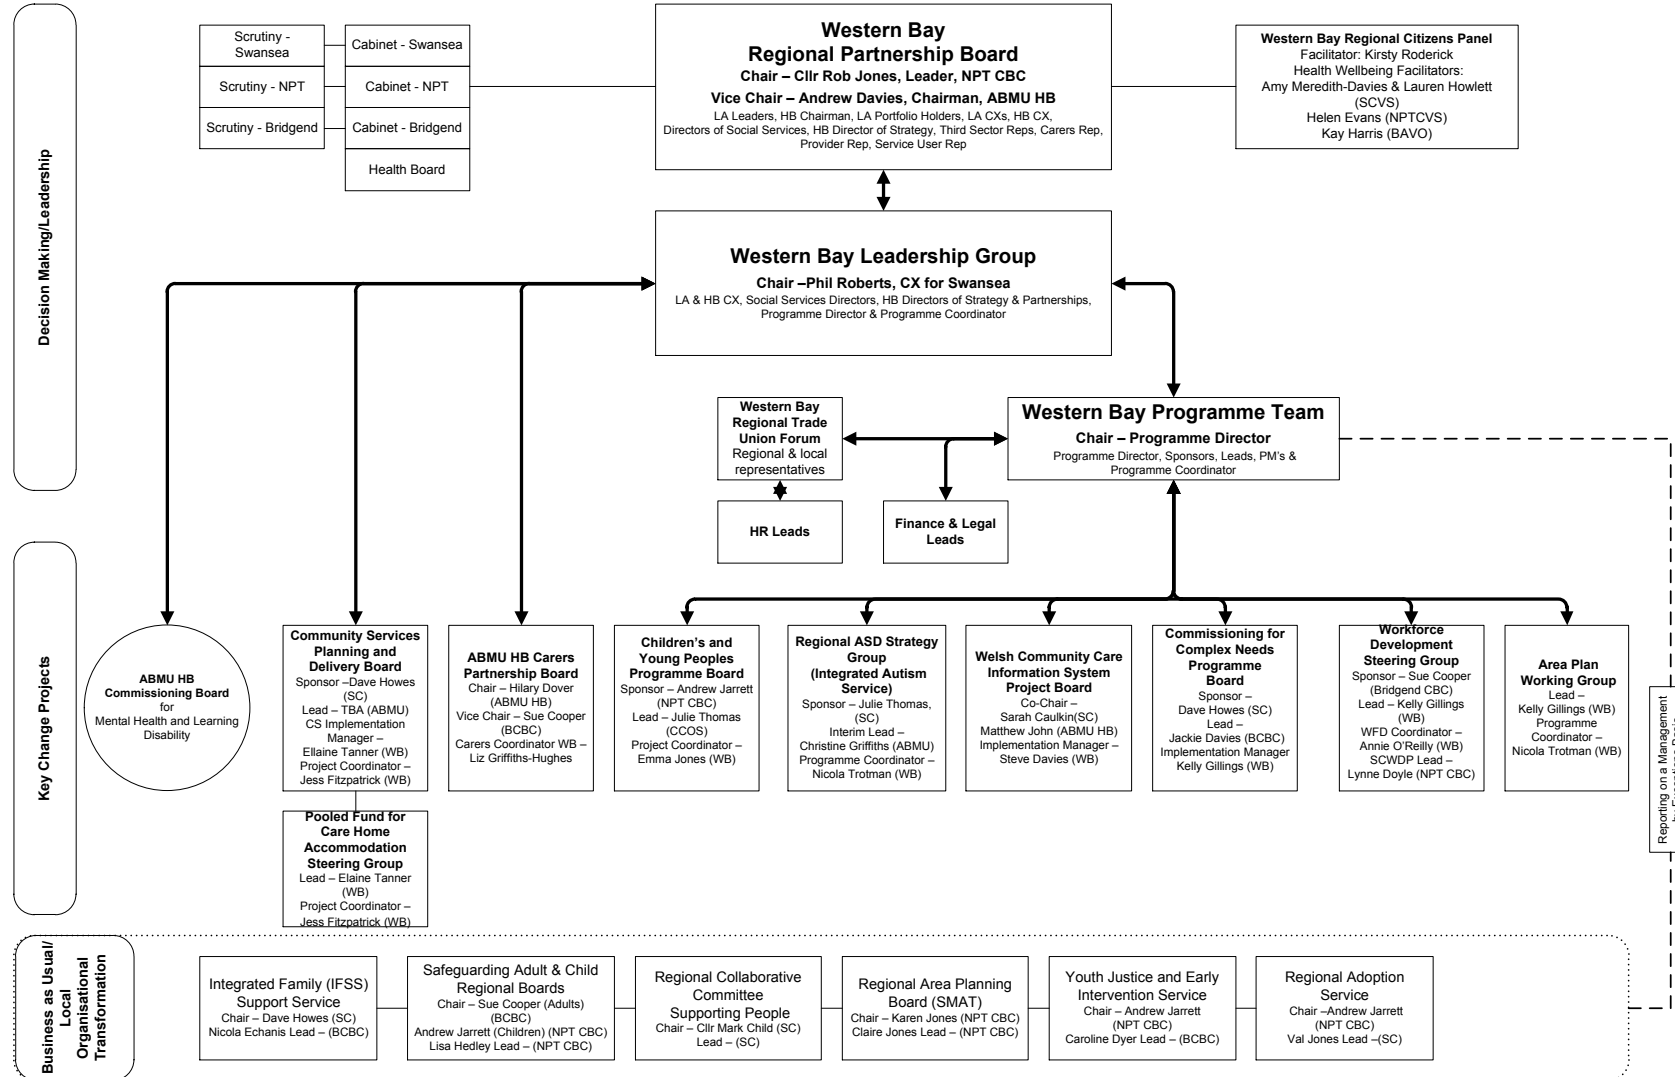 Decision Making/Leadership
Scrutiny -
Swansea
Cabinet - Swansea
Scrutiny - NPT
Cabinet - NPT
Scrutiny - Bridgend
Cabinet - Bridgend
Health Board
Western Bay
Regional Partnership Board
Chair – Cllr Rob Jones, Leader, NPT CBC
Vice Chair – Andrew Davies, Chairman, ABMU HB
LA Leaders, HB Chairman, LA Portfolio Holders, LA CXs, HB CX,
Directors of Social Services, HB Director of Strategy, Third Sector Reps, Carers Rep,
Provider Rep, Service User Rep
Western Bay Regional Citizens Panel
Facilitator: Kirsty Roderick
Health Wellbeing Facilitators:
Amy Meredith-Davies & Lauren Howlett
(SCVS)
Helen Evans (NPTCVS)
Kay Harris (BAVO)
Western Bay Leadership Group
Chair –Phil Roberts, CX for Swansea
LA & HB CX, Social Services Directors, HB Directors of Strategy & Partnerships,
Programme Director & Programme Coordinator
Western Bay
Regional Trade
Union Forum
Regional & local
representatives
HR Leads
Finance & Legal
Leads
Western Bay Programme Team
Chair – Programme Director
Programme Director, Sponsors, Leads, PM's &
Programme Coordinator
Key Change Projects
ABMU HB
Commissioning Board
for
Mental Health and Learning
Disability
Community Services
Planning and
Delivery Board
Sponsor –Dave Howes
(SC)
Lead – TBA (ABMU)
CS Implementation
Manager –
Ellaine Tanner (WB)
Project Coordinator –
Jess Fitzpatrick (WB)
Pooled Fund for
Care Home
Accommodation
Steering Group
Lead – Elaine Tanner
(WB)
Project Coordinator –
Jess Fitzpatrick (WB)
ABMU HB Carers
Partnership Board
Chair – Hilary Dover
(ABMU HB)
Vice Chair – Sue Cooper
(BCBC)
Carers Coordinator WB –
Liz Griffiths-Hughes
Children's and
Young Peoples
Programme Board
Sponsor – Andrew Jarrett
(NPT CBC)
Lead – Julie Thomas
(CCOS)
Project Coordinator –
Emma Jones (WB)
Regional ASD Strategy
Group
(Integrated Autism
Service)
Sponsor – Julie Thomas,
(SC)
Interim Lead –
Christine Griffiths (ABMU)
Programme Coordinator –
Nicola Trotman (WB)
Welsh Community Care
Information System
Project Board
Co-Chair –
Sarah Caulkin(SC)
Matthew John (ABMU HB)
Implementation Manager –
Steve Davies (WB)
Commissioning for
Complex Needs
Programme
Board
Sponsor –
Dave Howes (SC)
Lead –
Jackie Davies (BCBC)
Implementation Manager
Kelly Gillings (WB)
Workforce
Development
Steering Group
Sponsor – Sue Cooper
(Bridgend CBC)
Lead – Kelly Gillings
(WB)
WFD Coordinator –
Annie O'Reilly (WB)
SCWDP Lead –
Lynne Doyle (NPT CBC)
Area Plan
Working Group
Lead –
Kelly Gillings (WB)
Programme
Coordinator –
Nicola Trotman (WB)
Reporting on a Management
Business as Usual/
Local
Organisational
Transformation
Integrated Family (IFSS)
Support Service
Chair – Dave Howes (SC)
Nicola Echanis Lead – (BCBC)
Safeguarding Adult & Child
Regional Boards
Chair – Sue Cooper (Adults)
(BCBC)
Andrew Jarrett (Children) (NPT CBC)
Lisa Hedley Lead – (NPT CBC)
Regional Collaborative
Committee
Supporting People
Chair – Cllr Mark Child (SC)
Lead – (SC)
Regional Area Planning
Board (SMAT)
Chair – Karen Jones (NPT CBC)
Claire Jones Lead – (NPT CBC)
Youth Justice and Early
Intervention Service
Chair – Andrew Jarrett
(NPT CBC)
Caroline Dyer Lead – (BCBC)
Regional Adoption
Service
Chair –Andrew Jarrett
(NPT CBC)
Val Jones Lead –(SC)